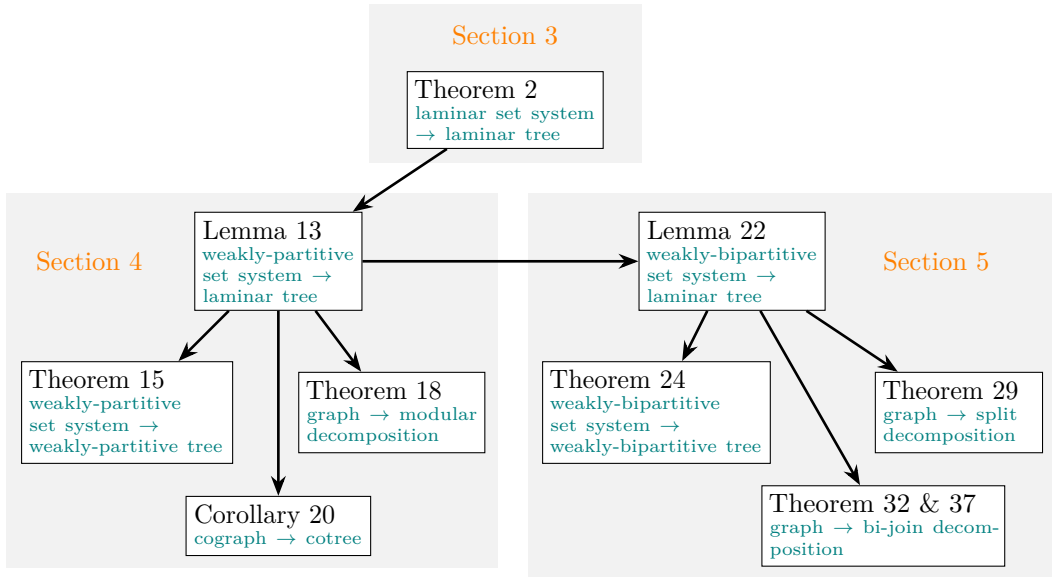 Section 3
Theorem 2
laminar set system
→ laminar tree
Section 4
Lemma 13
weakly-partitive
set system →
laminar tree
Theorem 15
weakly-partitive
set system →
weakly-partitive tree
Theorem 18
graph → modular
decomposition
Corollary 20
cograph → cotree
Lemma 22
weakly-bipartitive
set system →
laminar tree
Section 5
Theorem 24
weakly-bipartitive
set system →
weakly-bipartitive tree
Theorem 29
graph → split
decomposition
Theorem 32 & 37
graph → bi-join decom-
position